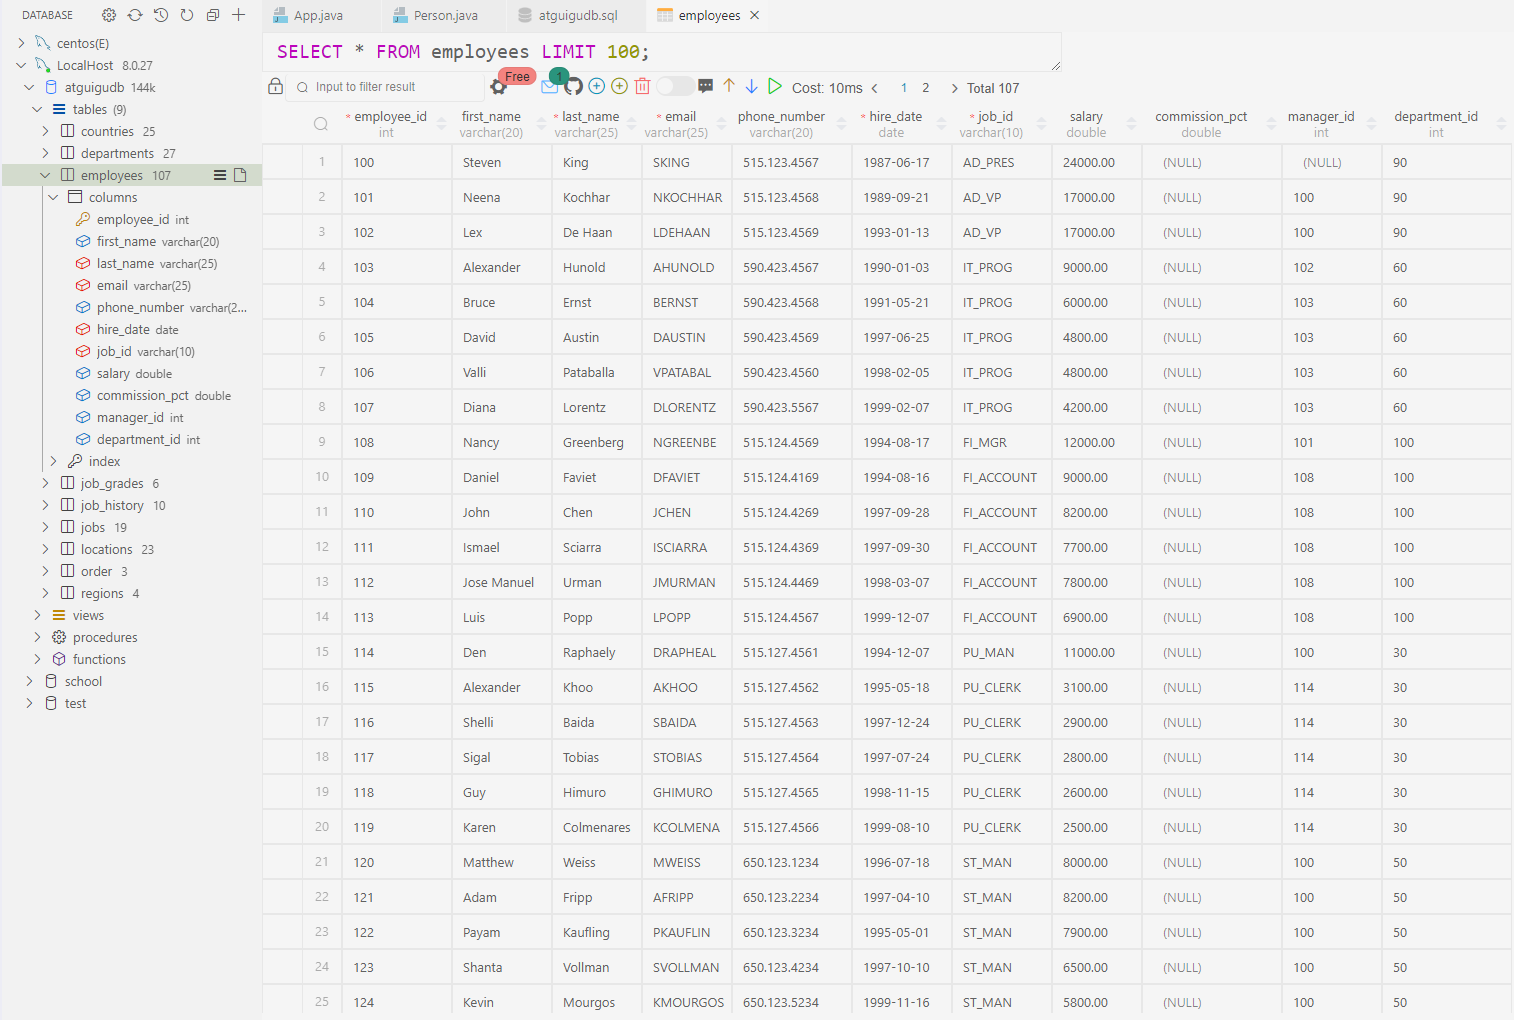 DATABASE
centos(E)
LocalHost 8.0.27
atguigudb 144k
tables (9)
countries 25
departments 27
employees 107
columns
employee_id int
first_name varchar(20)
last_name varchar(25)
email varchar(25)
phone_number varchar(2...
hire_date date
job_id varchar(10)
salary double
commission_pct double
manager_id int
department_id int
index
job_grades 6
job_history 10
jobs 19
locations 23
order 3
regions 4
views
procedures
functions
school
test
App.java Person.java atguigudb.sql employees
SELECT * FROM employees LIMIT 100;
Input to filter result Free 1 Cost: 10ms 1 2 Total 107
* employee_id first_name * last_name * email phone_number * hire_date * job_id salary commission_pct manager_id department_id
int varchar(20) varchar(25) varchar(25) varchar(20) date varchar(10) double double int int
1 100 Steven King SKING 515.123.4567 1987-06-17 AD_PRES 24000.00 (NULL) (NULL) 90
2 101 Neena Kochhar NKOCHHAR 515.123.4568 1989-09-21 AD_VP 17000.00 (NULL) 100 90
3 102 Lex De Haan LDEHAAN 515.123.4569 1993-01-13 AD_VP 17000.00 (NULL) 100 90
4 103 Alexander Hunold AHUNOLD 590.423.4567 1990-01-03 IT_PROG 9000.00 (NULL) 102 60
5 104 Bruce Ernst BERNST 590.423.4568 1991-05-21 IT_PROG 6000.00 (NULL) 103 60
6 105 David Austin DAUSTIN 590.423.4569 1997-06-25 IT_PROG 4800.00 (NULL) 103 60
7 106 Valli Pataballa VPATABAL 590.423.4560 1998-02-05 IT_PROG 4800.00 (NULL) 103 60
8 107 Diana Lorentz DLORENTZ 590.423.5567 1999-02-07 IT_PROG 4200.00 (NULL) 103 60
9 108 Nancy Greenberg NGREENBE 515.124.4569 1994-08-17 FI_MGR 12000.00 (NULL) 101 100
10 109 Daniel Faviet DFAVIET 515.124.4169 1994-08-16 FI_ACCOUNT 9000.00 (NULL) 108 100
11 110 John Chen JCHEN 515.124.4269 1997-09-28 FI_ACCOUNT 8200.00 (NULL) 108 100
12 111 Ismael Sciarra ISCIARRA 515.124.4369 1997-09-30 FI_ACCOUNT 7700.00 (NULL) 108 100
13 112 Jose Manuel Urman JMURMAN 515.124.4469 1998-03-07 FI_ACCOUNT 7800.00 (NULL) 108 100
14 113 Luis Popp LPOPP 515.124.4567 1999-12-07 FI_ACCOUNT 6900.00 (NULL) 108 100
15 114 Den Raphaely DRAPHEAL 515.127.4561 1994-12-07 PU_MAN 11000.00 (NULL) 100 30
16 115 Alexander Khoo AKHOO 515.127.4562 1995-05-18 PU_CLERK 3100.00 (NULL) 114 30
17 116 Shelli Baida SBAIDA 515.127.4563 1997-12-24 PU_CLERK 2900.00 (NULL) 114 30
18 117 Sigal Tobias STOBIAS 515.127.4564 1997-07-24 PU_CLERK 2800.00 (NULL) 114 30
19 118 Guy Himuro GHIMURO 515.127.4565 1998-11-15 PU_CLERK 2600.00 (NULL) 114 30
20 119 Karen Colmenares KCOLMENA 515.127.4566 1999-08-10 PU_CLERK 2500.00 (NULL) 114 30
21 120 Matthew Weiss MWEISS 650.123.1234 1996-07-18 ST_MAN 8000.00 (NULL) 100 50
22 121 Adam Fripp AFRIPP 650.123.2234 1997-04-10 ST_MAN 8200.00 (NULL) 100 50
23 122 Payam Kaufling PKAUFLIN 650.123.3234 1995-05-01 ST_MAN 7900.00 (NULL) 100 50
24 123 Shanta Vollman SVOLLMAN 650.123.4234 1997-10-10 ST_MAN 6500.00 (NULL) 100 50
25 124 Kevin Mourgos KMOURGOS 650.123.5234 1999-11-16 ST_MAN 5800.00 (NULL) 100 50